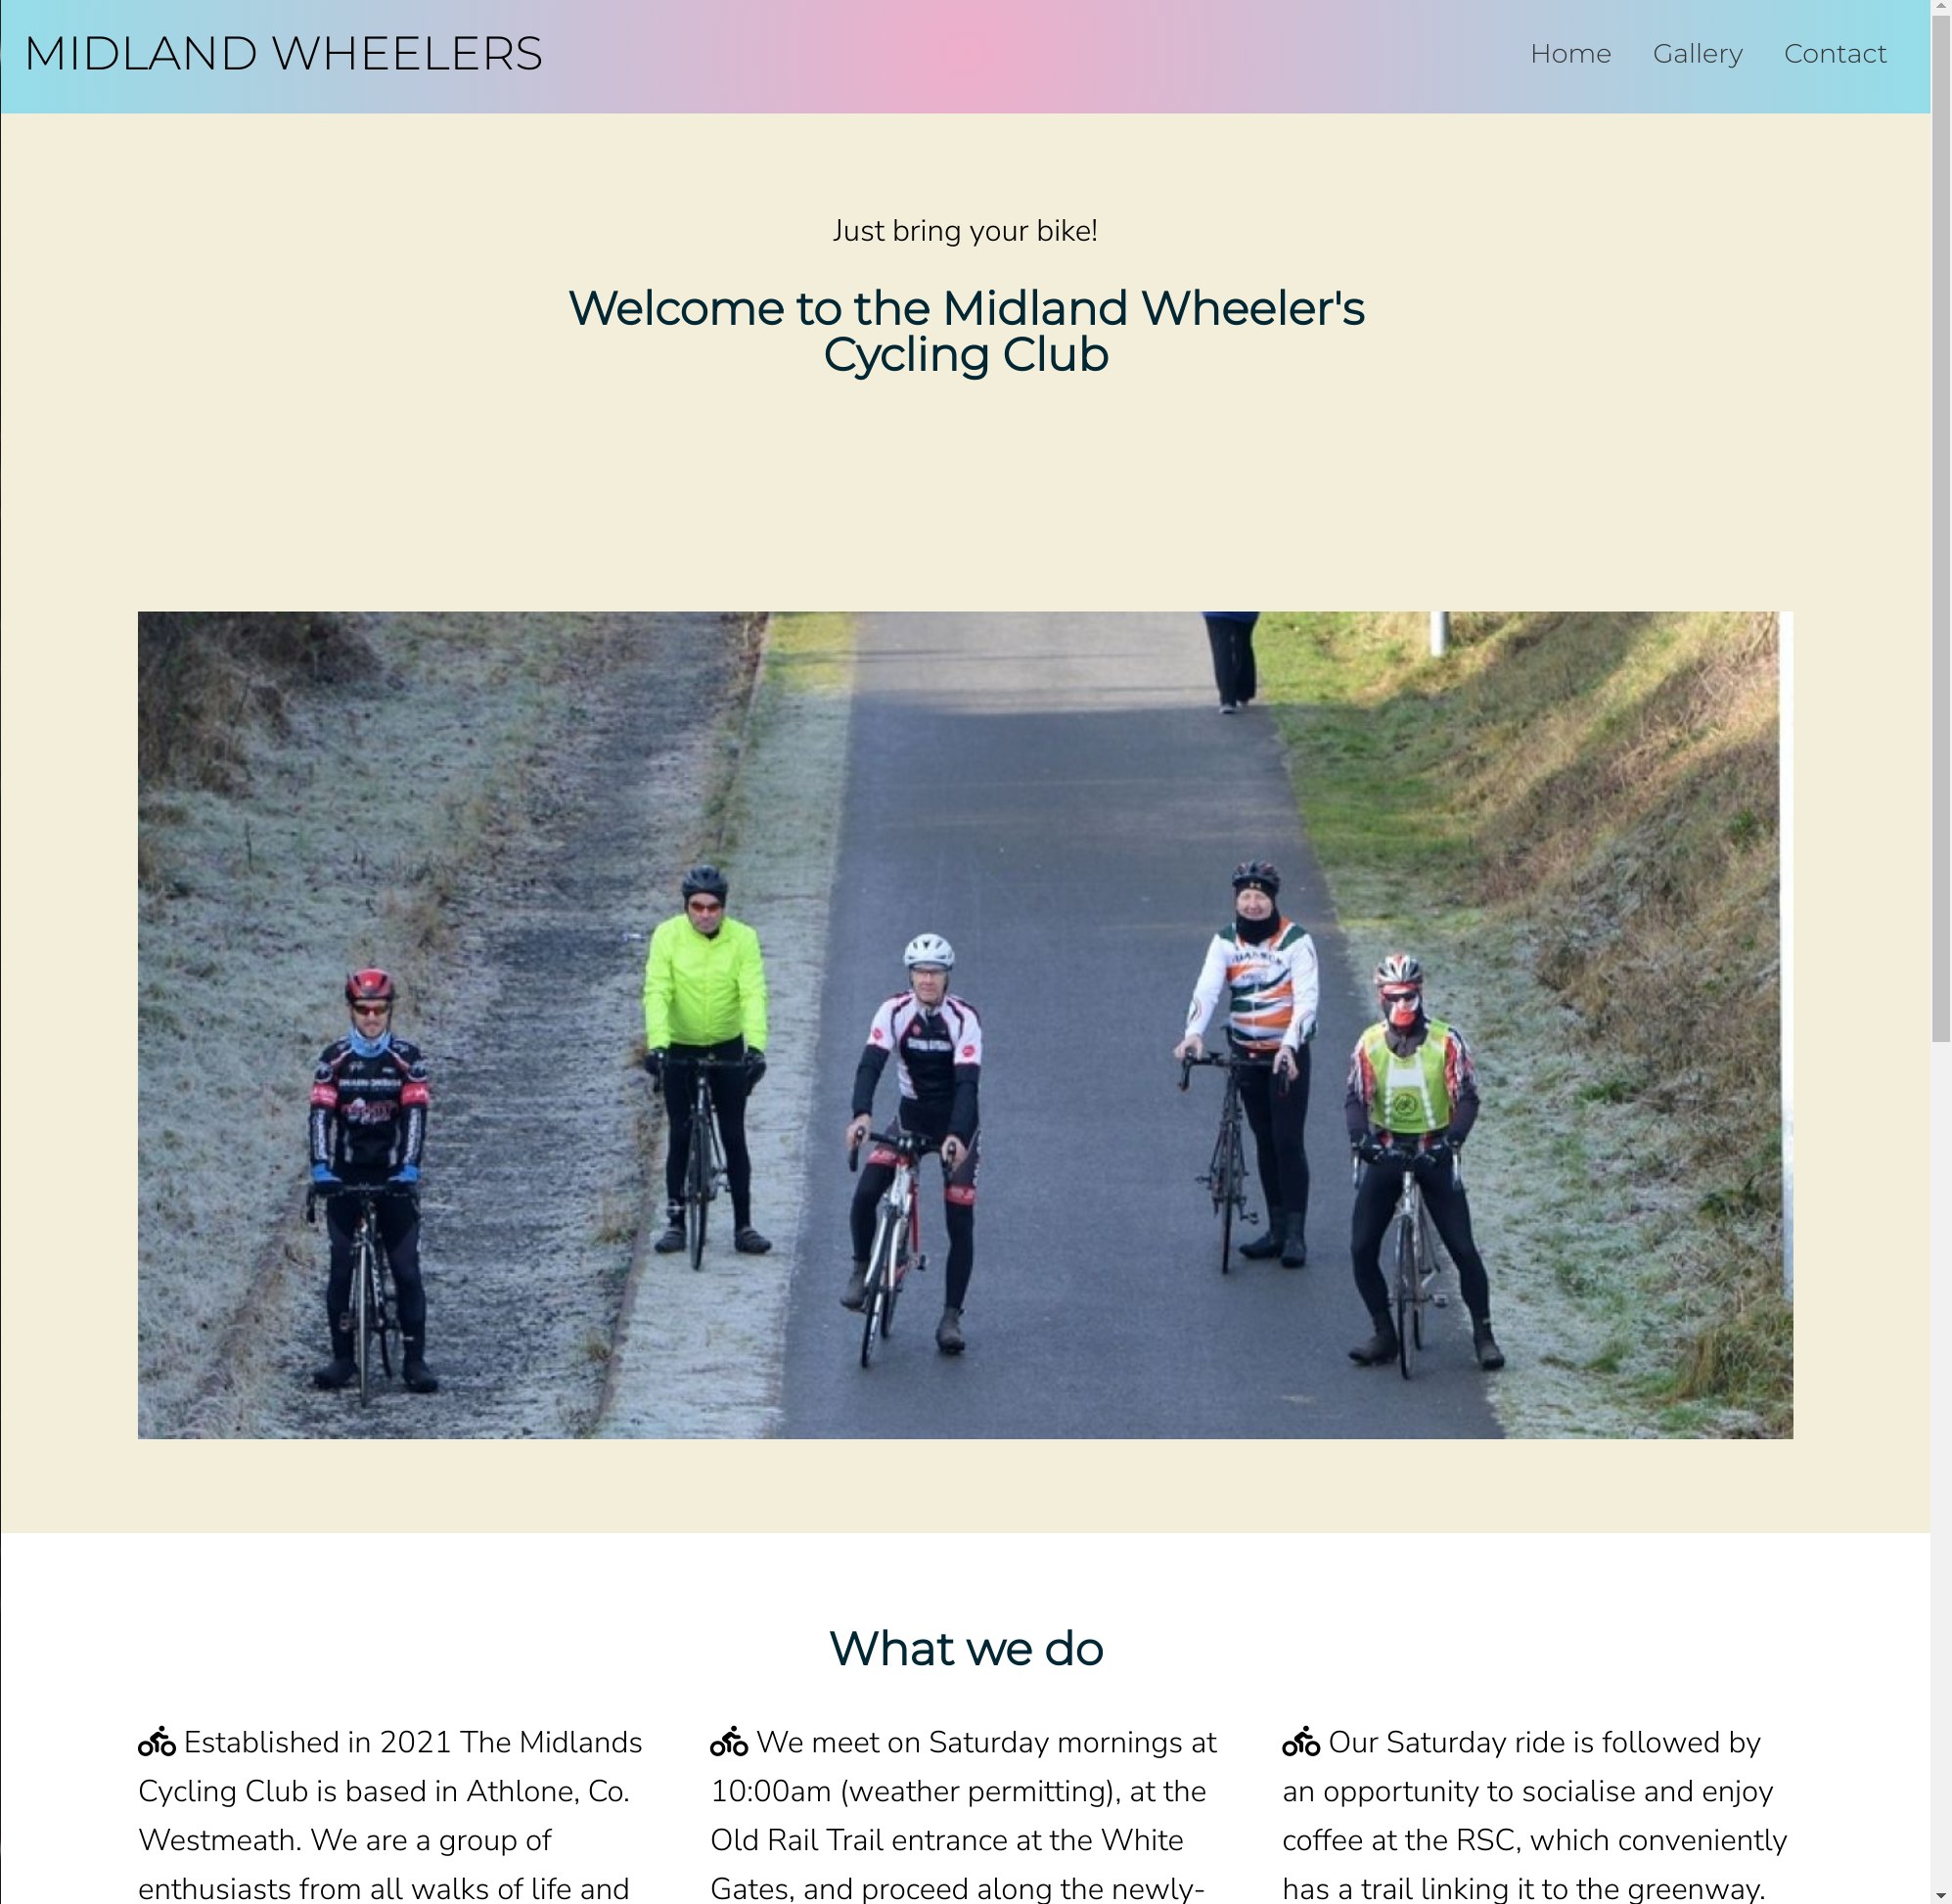 MIDLAND WHEELERS
Home Gallery Contact
Just bring your bike!
Welcome to the Midland Wheeler's
Cycling Club
What we do
Established in 2021 The Midlands
Cycling Club is based in Athlone, Co.
Westmeath. We are a group of
enthusiasts from all walks of life and
We meet on Saturday mornings at
10:00am (weather permitting), at the
Old Rail Trail entrance at the White
Gates, and proceed along the newly-
Our Saturday ride is followed by
an opportunity to socialise and enjoy
coffee at the RSC, which conveniently
has a trail linking it to the greenway.